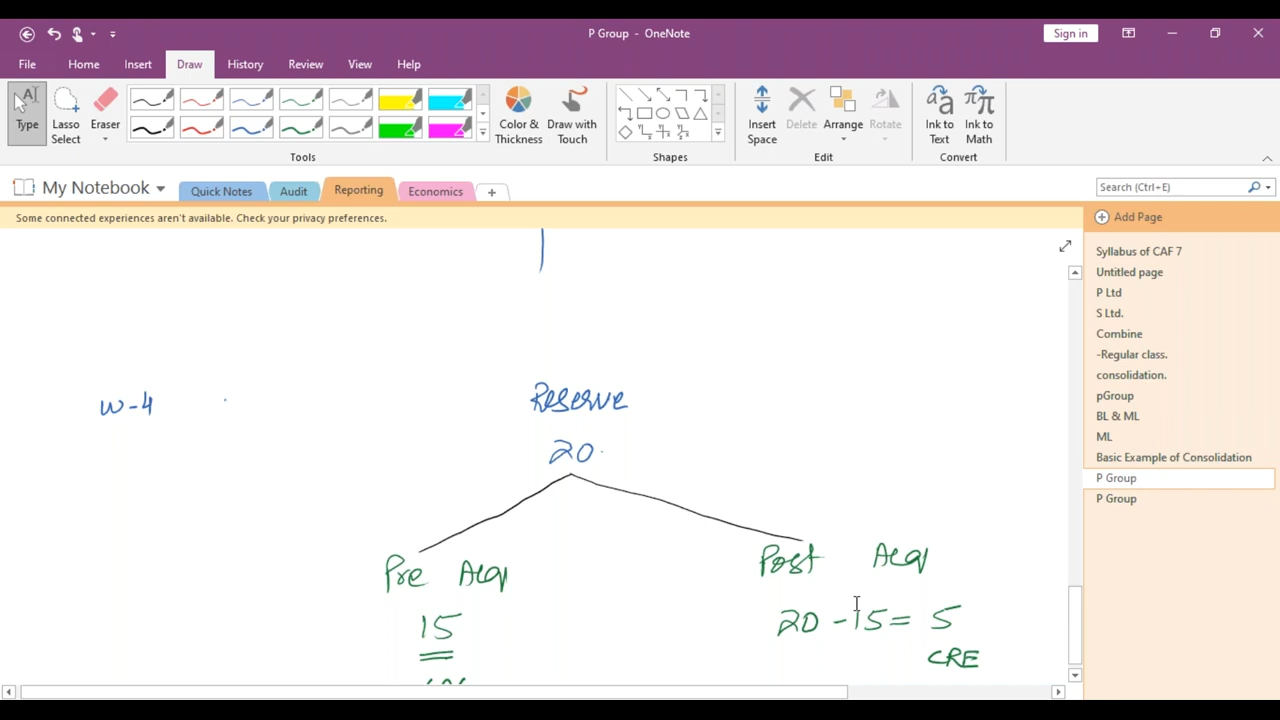 P Group - OneNote
Sign in
File Home Insert Draw History Review View Help
Type
Lasso Select
Eraser
Color & Thickness
Draw with Touch
Insert Space
Delete
Arrange
Rotate
Ink to Text
Ink to Math
Tools
Shapes
Edit
Convert
My Notebook
Quick Notes
Audit
Reporting
Economics
Search (Ctrl+E)
Some connected experiences aren't available. Check your privacy preferences.
Add Page
Syllabus of CAF 7
Untitled page
P Ltd
S Ltd.
Combine
-Regular class.
consolidation.
pGroup
BL & ML
ML
Basic Example of Consolidation
P Group
P Group
W-4
Reserve
20
Pre Acq
Post Acq
15
20 - 15 = 5
CRE